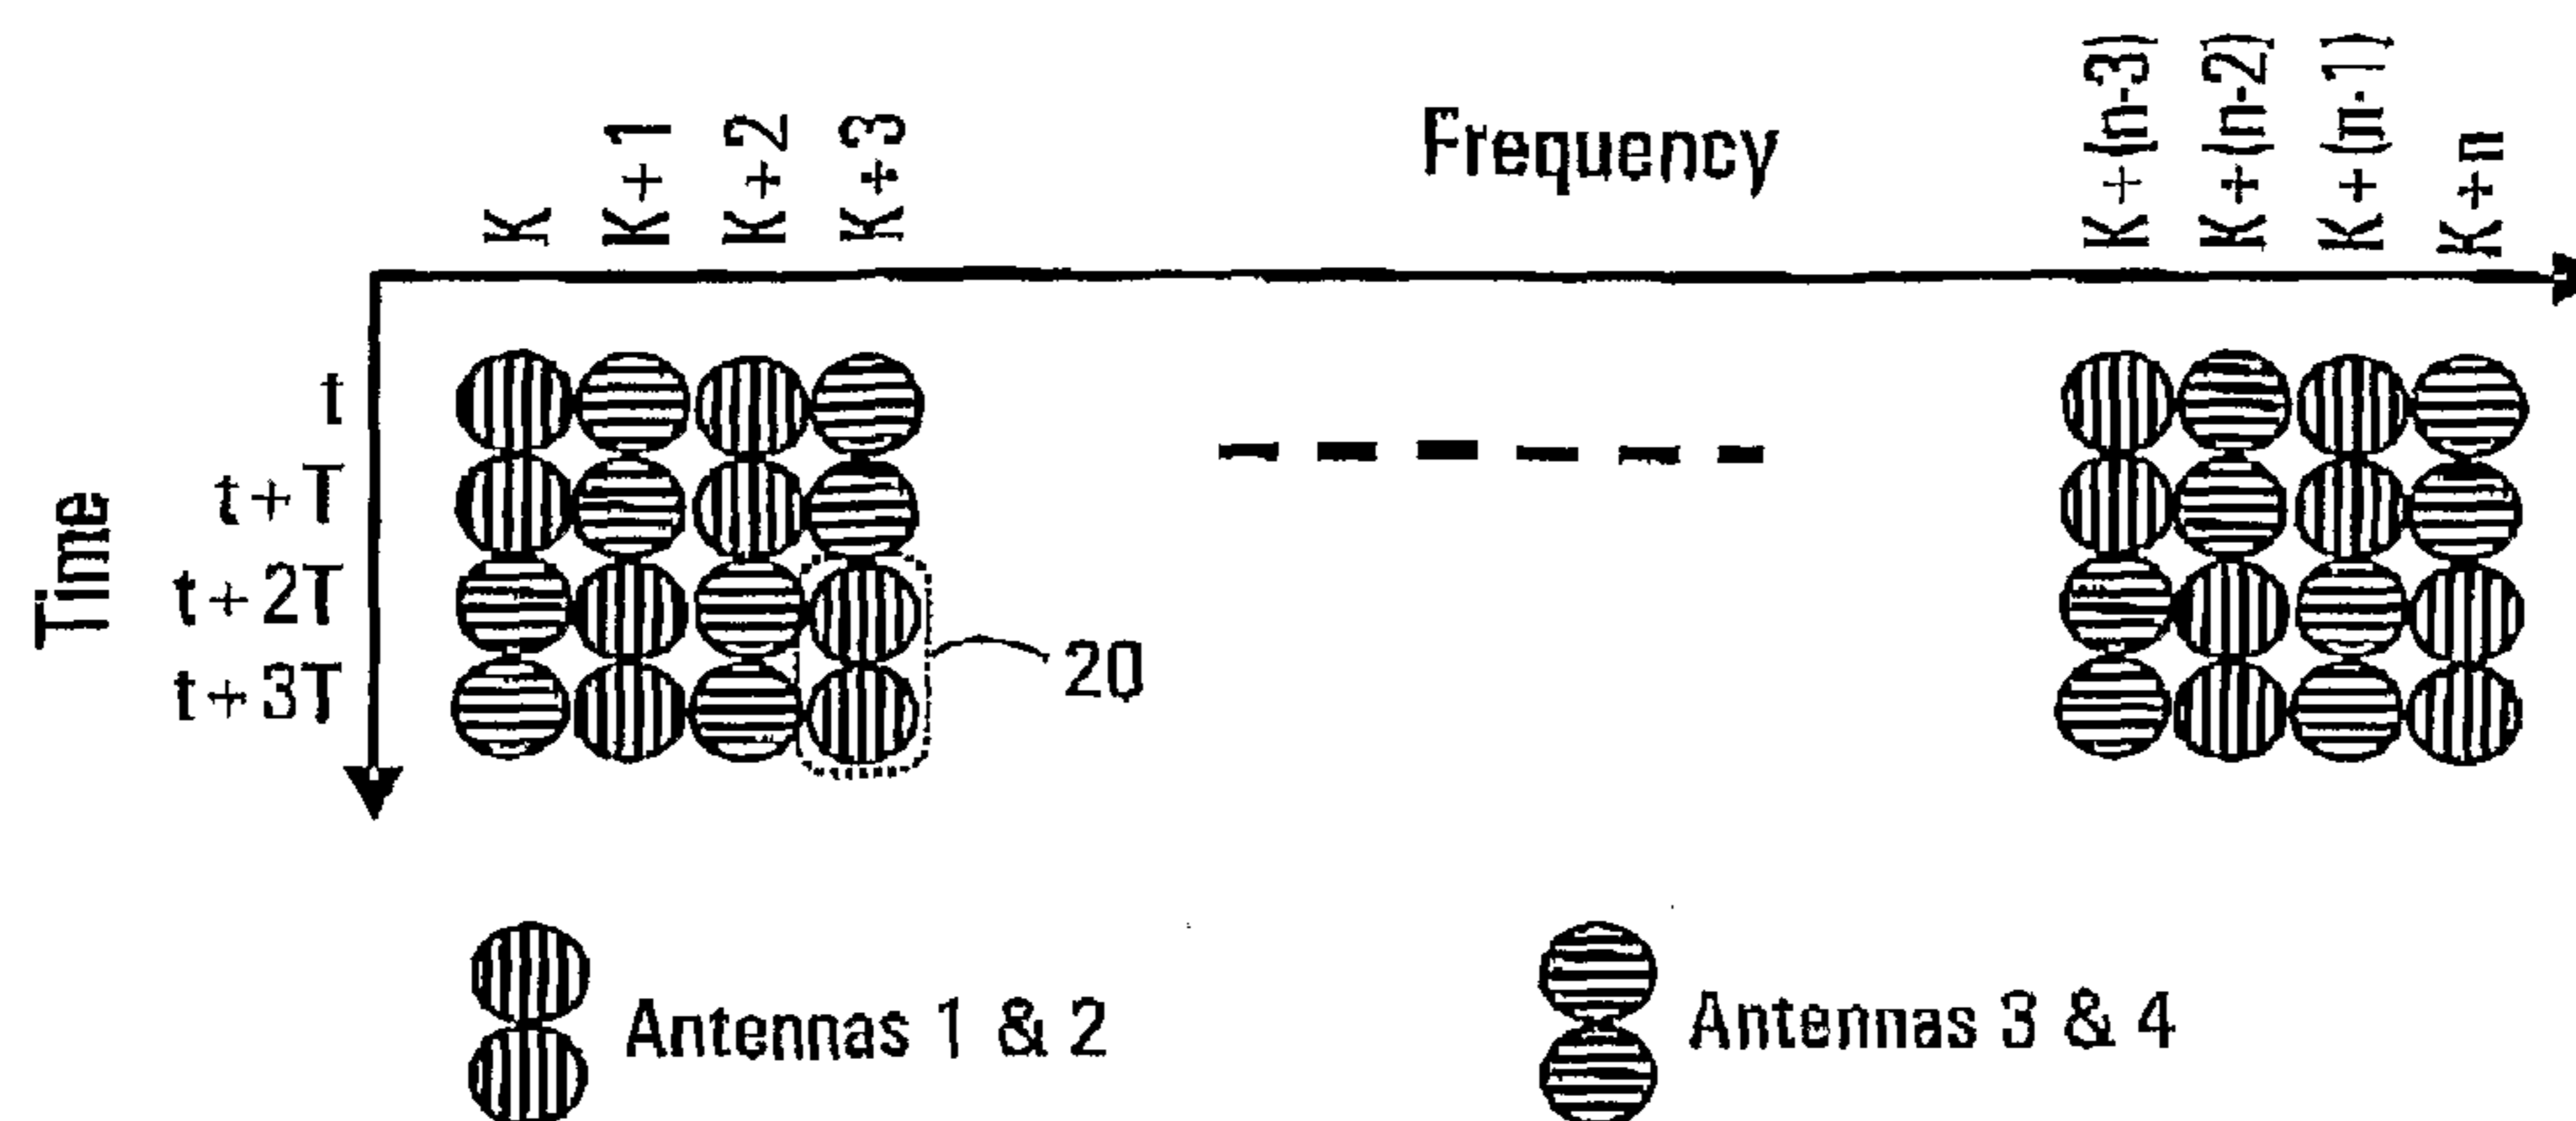 K
K+1
K+2
K+3
Frequency
K+(n-3)
K+(n-2)
K+(n-1)
K+n
Time
t
t+T
t+2T
t+3T
20
Antennas 1 & 2
Antennas 3 & 4